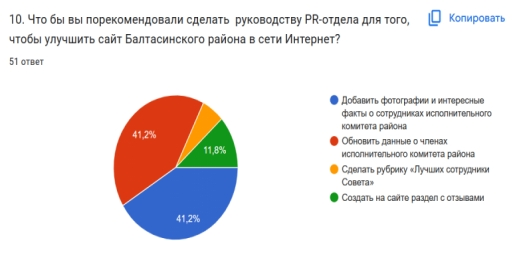 10. Что бы вы порекомендовали сделать руководству PR-отдела для того,
чтобы улучшить сайт Балтасинского района в сети Интернет?
Копировать
51 ответ
41,2%
11,8%
41,2%
Добавить фотографии и интересные
факты о сотрудниках исполнительного
комитета района
Обновить данные о членах
исполнительного комитета района
Сделать рубрику «Лучших сотрудники
Совета»
Создать на сайте раздел с отзывами